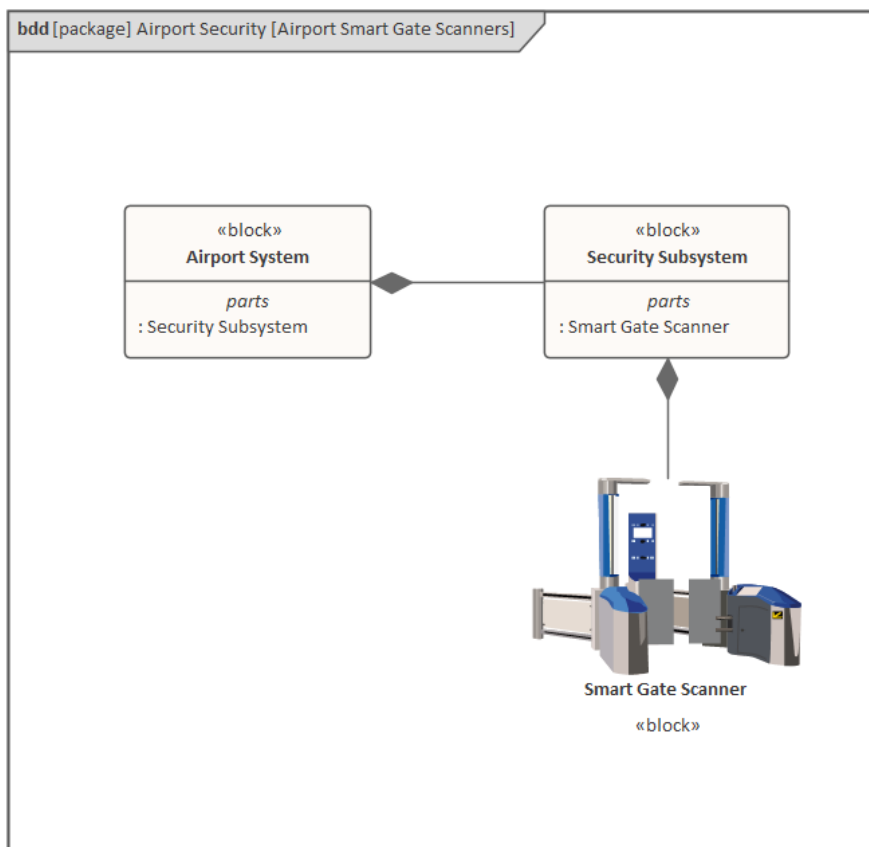 bdd [package] Airport Security [Airport Smart Gate Scanners]
«block»
Airport System
parts
: Security Subsystem
«block»
Security Subsystem
parts
: Smart Gate Scanner
Smart Gate Scanner
«block»